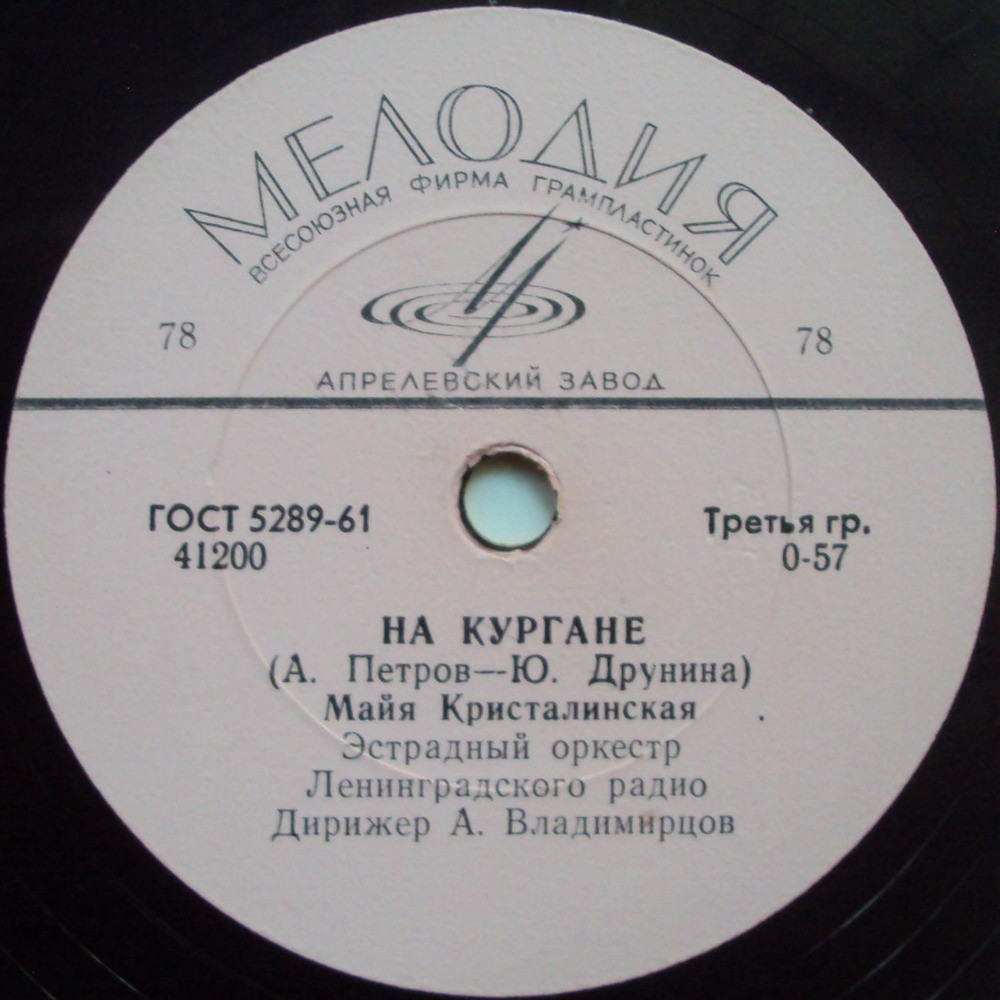 МЕЛОДИЯ
ВСЕСОЮЗНАЯ ФИРМА ГРАМПЛАСТИНОК
78
78
АПРЕЛЕВСКИЙ ЗАВОД
ГОСТ 5289-61
Третья гр.
41200
0-57
НА КУРГАНЕ
(А. Петров—Ю. Друнина)
Майя Кристалинская
Эстрадный оркестр
Ленинградского радио
Дирижер А. Владимирцов